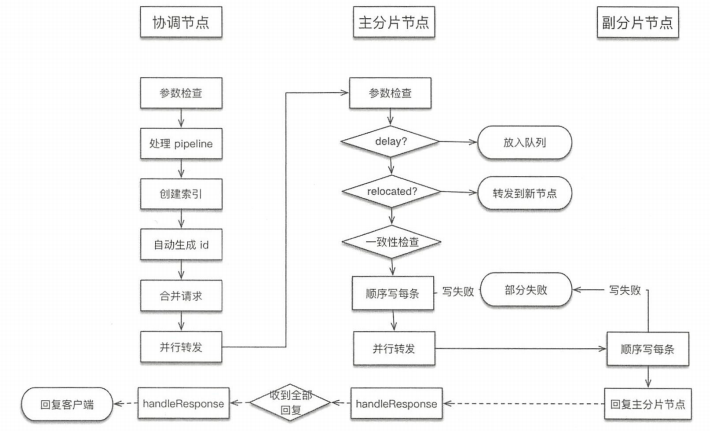 协调节点
主分片节点
副分片节点
参数检查
处理 pipeline
创建索引
自动生成 id
合并请求
并行转发
参数检查
delay?
放入队列
relocated?
转发到新节点
一致性检查
顺序写每条
写失败
部分失败
写失败
并行转发
顺序写每条
回复客户端
handleResponse
收到全部
回复
handleResponse
回复主分片节点